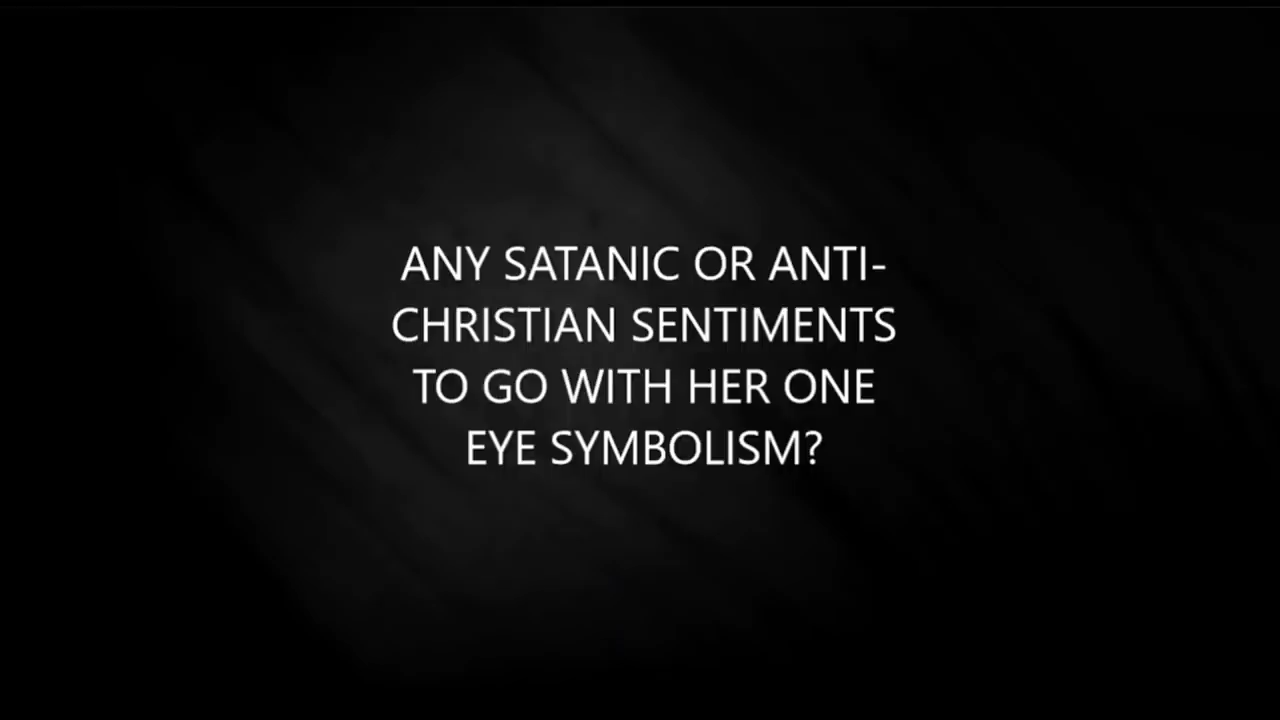 ANY SATANIC OR ANTI-
CHRISTIAN SENTIMENTS
TO GO WITH HER ONE
EYE SYMBOLISM?